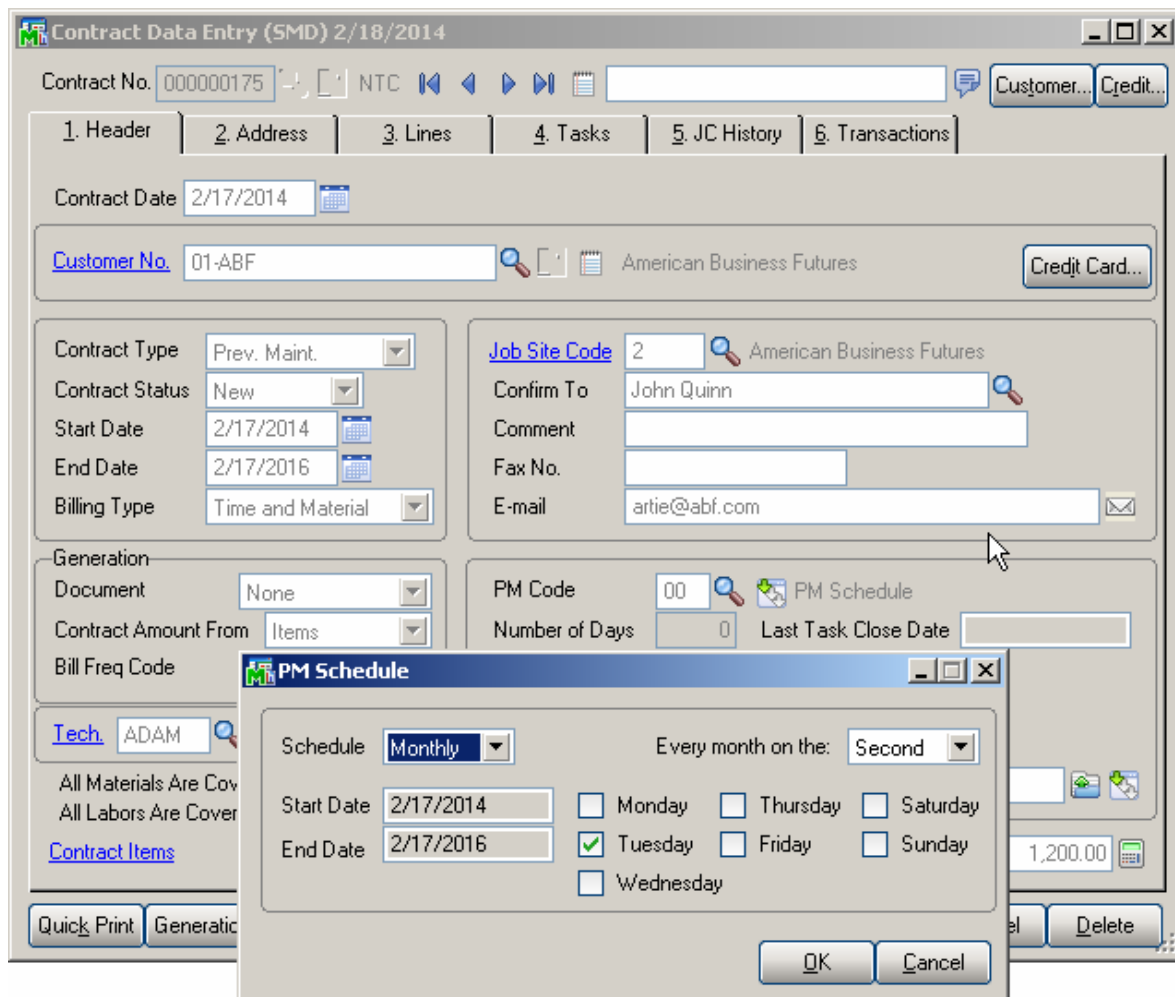 Contract Data Entry (SMD) 2/18/2014
Contract No. 000000175 NTC Customer... Credit...
1. Header 2. Address 3. Lines 4. Tasks 5. JC History 6. Transactions
Contract Date 2/17/2014
Customer No. 01-ABF American Business Futures Credit Card...
Contract Type Prev. Maint.
Contract Status New
Start Date 2/17/2014
End Date 2/17/2016
Billing Type Time and Material
Job Site Code 2 American Business Futures
Confirm To John Quinn
Comment
Fax No.
E-mail artie@abf.com
Generation
Document None
Contract Amount From Items
Bill Freq Code
PM Code 00 PM Schedule
Number of Days 0 Last Task Close Date
Tech. ADAM
All Materials Are Cov
All Labors Are Cover
Contract Items
1,200.00
PM Schedule
Schedule Monthly Every month on the: Second
Start Date 2/17/2014
End Date 2/17/2016
Monday Thursday Saturday
Tuesday Friday Sunday
Wednesday
OK Cancel
Quick Print Generatio el Delete